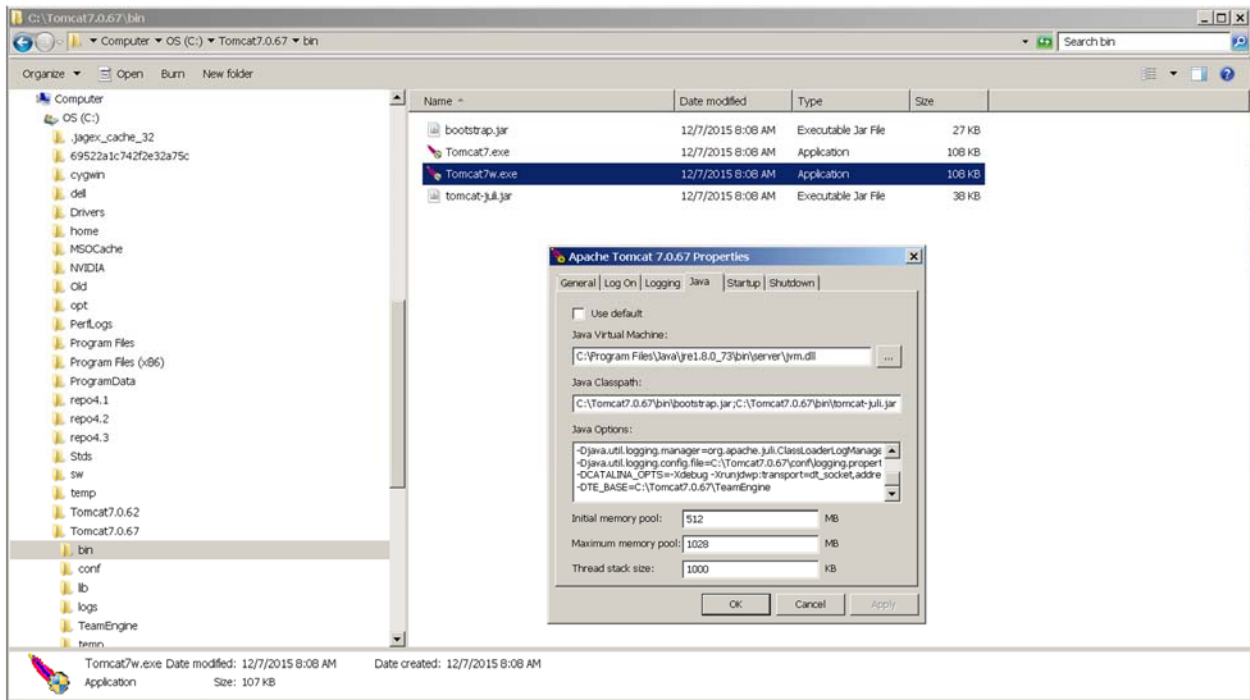 C:\Tomcat7.0.67\bin
Computer OS (C:) Tomcat7.0.67 bin
Search bin
Organize Open Burn New folder
Computer
OS (C:)
.jagex_cache_32
69522a1c742f2e32a75c
cygwin
dell
Drivers
home
MSOCache
NVIDIA
Old
opt
PerfLogs
Program Files
Program Files (x86)
ProgramData
repo4.1
repo4.2
repo4.3
Stds
sw
temp
Tomcat7.0.62
Tomcat7.0.67
bin
conf
lib
logs
TeamEngine
temp
Name Date modified Type Size
bootstrap.jar 12/7/2015 8:08 AM Executable Jar File 27 KB
Tomcat7.exe 12/7/2015 8:08 AM Application 108 KB
Tomcat7w.exe 12/7/2015 8:08 AM Application 108 KB
tomcat-juli.jar 12/7/2015 8:08 AM Executable Jar File 38 KB
Apache Tomcat 7.0.67 Properties
General Log On Logging Java Startup Shutdown
Use default
Java Virtual Machine:
C:\Program Files\Java\jre1.8.0_73\bin\server\jvm.dll ...
Java Classpath:
C:\Tomcat7.0.67\bin\bootstrap.jar;C:\Tomcat7.0.67\bin\tomcat-juli.jar
Java Options:
-Djava.util.logging.manager=org.apache.juli.ClassLoaderLogManage
-Djava.util.logging.config.file=C:\Tomcat7.0.67\conf\logging.propert
-DCATALINA_OPTS=-Xdebug -Xrunjdwp:transport=dt_socket,addre
-DTE_BASE=C:\Tomcat7.0.67\TeamEngine
Initial memory pool: 512 MB
Maximum memory pool: 1028 MB
Thread stack size: 1000 KB
OK Cancel Apply
Tomcat7w.exe Date modified: 12/7/2015 8:08 AM Date created: 12/7/2015 8:08 AM
Application Size: 107 KB